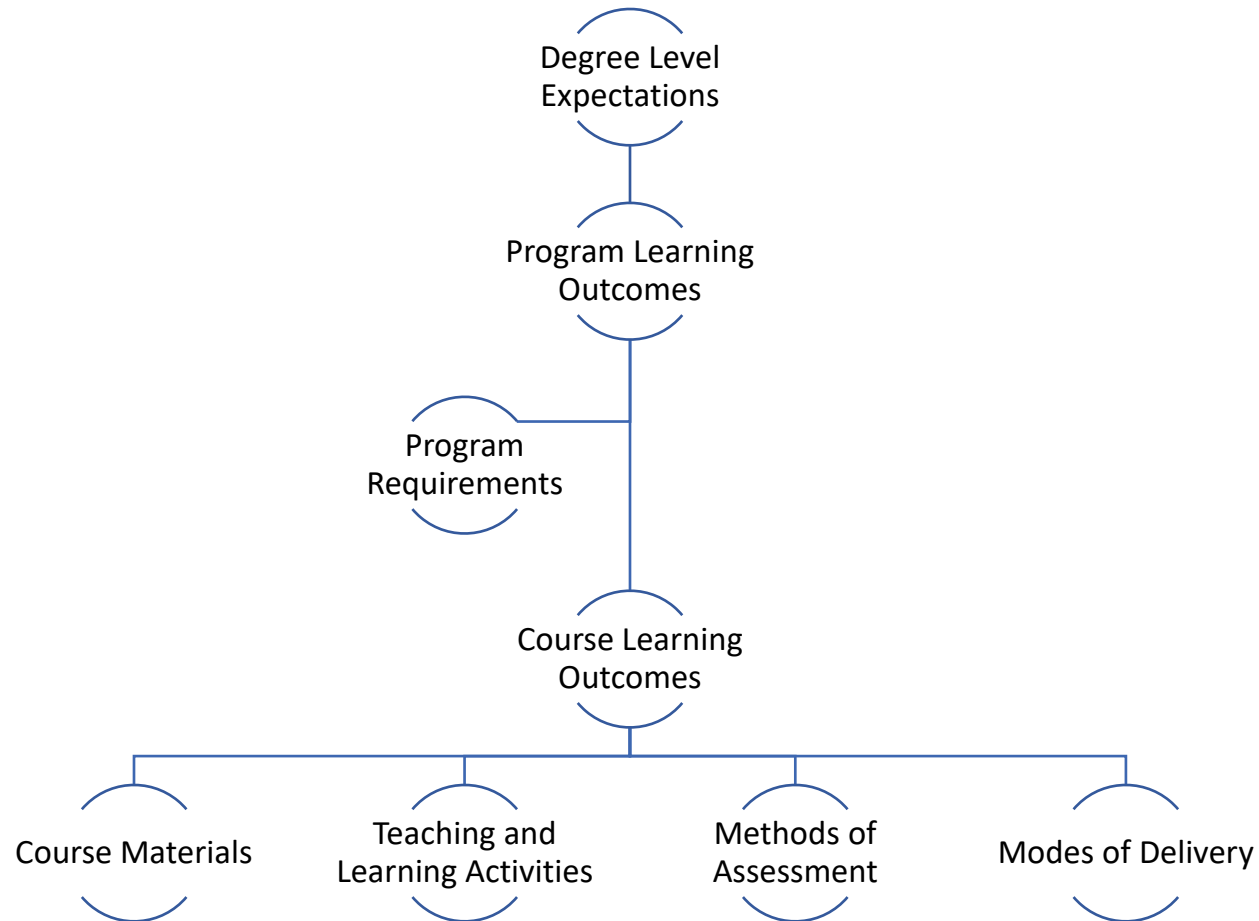 Degree Level
Expectations
Program Learning
Outcomes
Program
Requirements
Course Learning
Outcomes
Course Materials
Teaching and
Learning Activities
Methods of
Assessment
Modes of Delivery